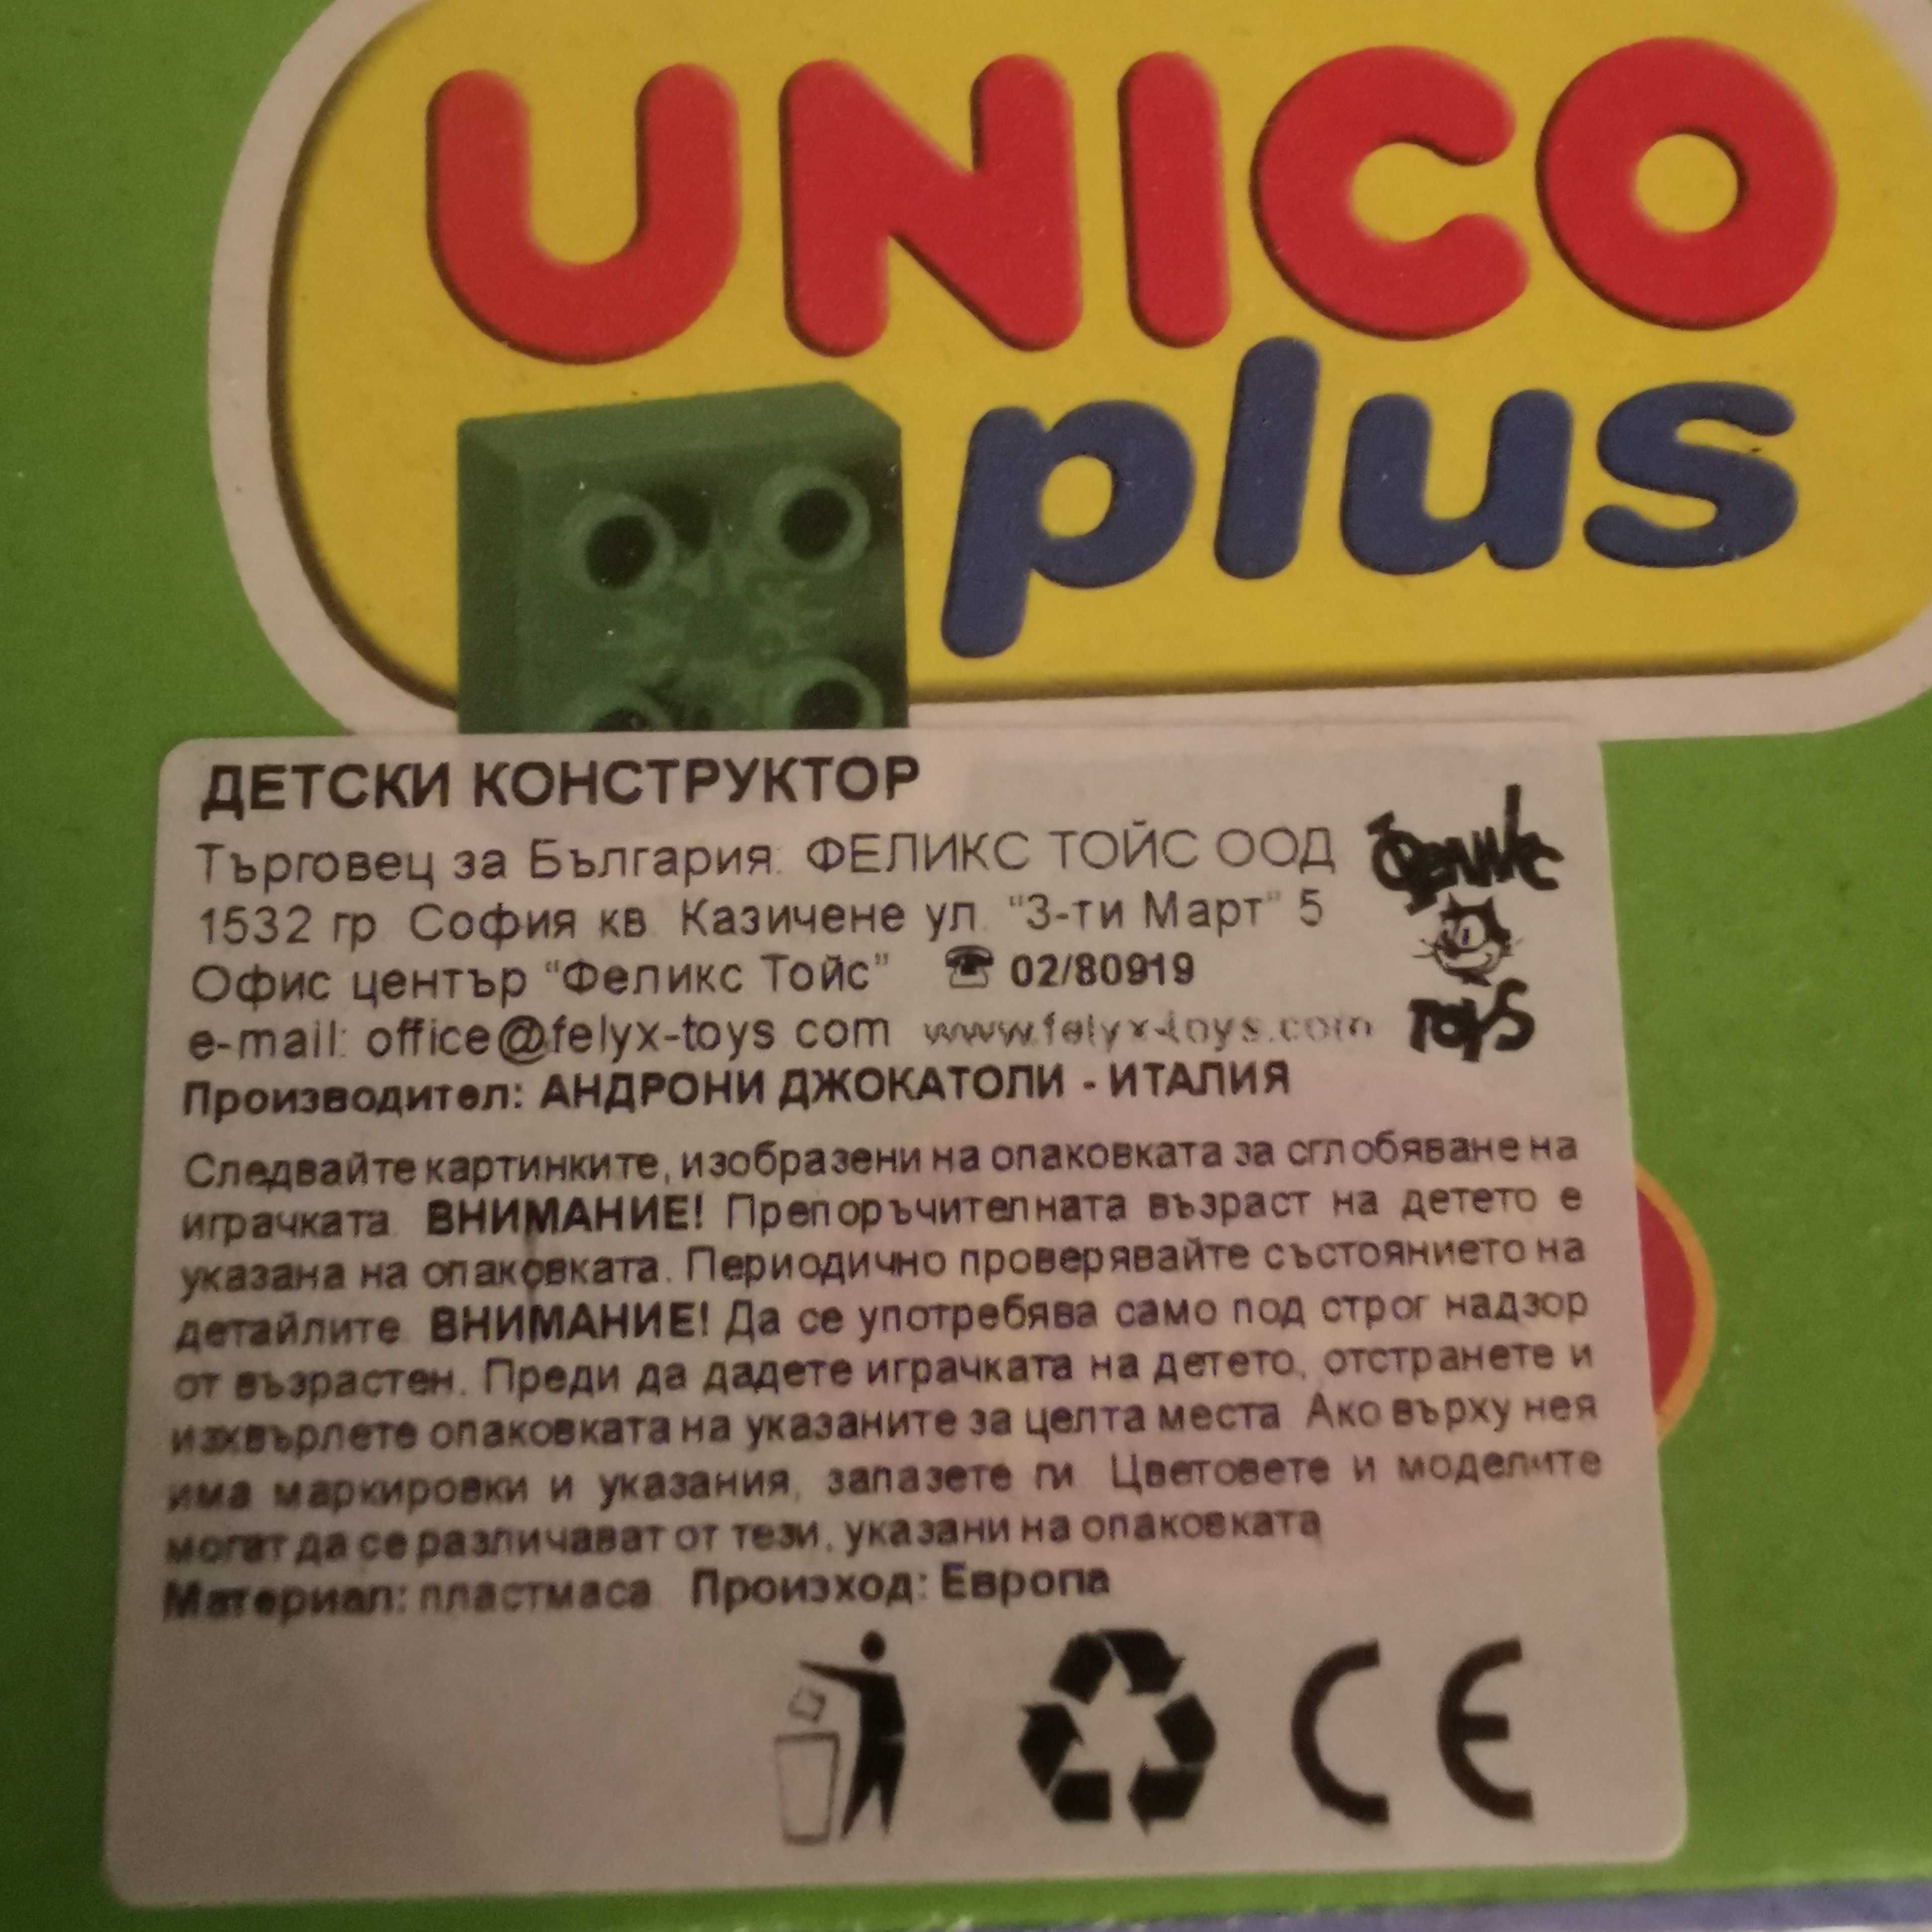 UNICO
plus
ДЕТСКИ КОНСТРУКТОР
Търговец за България: ФЕЛИКС ТОЙС ООД
1532 гр. София кв. Казичене ул. "3-ти Март" 5
Офис център "Феликс Тойс" ☎ 02/80919
e-mail: office@felyx-toys com www.felyx-toys.com
Феликс
TOYS
Производител: АНДРОНИ ДЖОКАТОЛИ - ИТАЛИЯ
Следвайте картинките, изобразени на опаковката за сглобяване на
играчката. ВНИМАНИЕ! Препоръчителната възраст на детето е
указана на опаковката. Периодично проверявайте състоянието на
детайлите. ВНИМАНИЕ! Да се употребява само под строг надзор
от възрастен. Преди да дадете играчката на детето, отстранете и
изхвърлете опаковката на указаните за целта места. Ако върху нея
има маркировки и указания, запазете ги. Цветовете и моделите
могат да се различават от тези, указани на опаковката
Материал: пластмаса Произход: Европа
CE